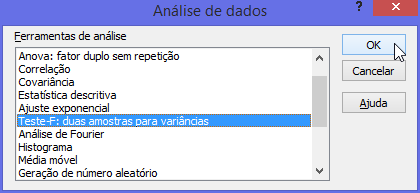 Análise de dados
Ferramentas de análise
OK
Anova: fator duplo sem repetição
Correlação
Cancelar
Covariância
Estatística descritiva
Ajuste exponencial
Ajuda
Teste-F: duas amostras para variâncias
Análise de Fourier
Histograma
Média móvel
Geração de número aleatório